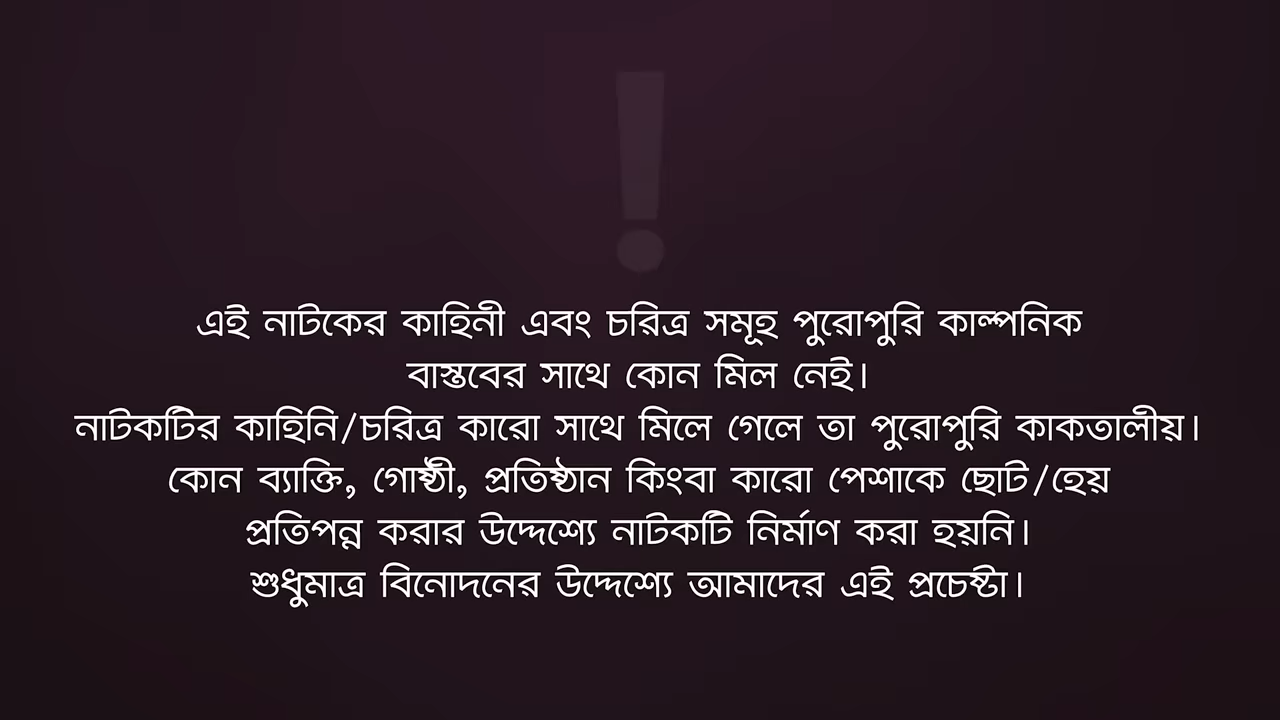 এই নাটকের কাহিনী এবং চরিত্র সমূহ পুরোপুরি কাল্পনিক
বাস্তবের সাথে কোন মিল নেই।
নাটকটির কাহিনি/চরিত্র কারো সাথে মিলে গেলে তা পুরোপুরি কাকতালীয়।
কোন ব্যাক্তি, গোষ্ঠী, প্রতিষ্ঠান কিংবা কারো পেশাকে ছোট/হেয়
প্রতিপন্ন করার উদ্দেশ্যে নাটকটি নির্মাণ করা হয়নি।
শুধুমাত্র বিনোদনের উদ্দেশ্যে আমাদের এই প্রচেষ্টা।